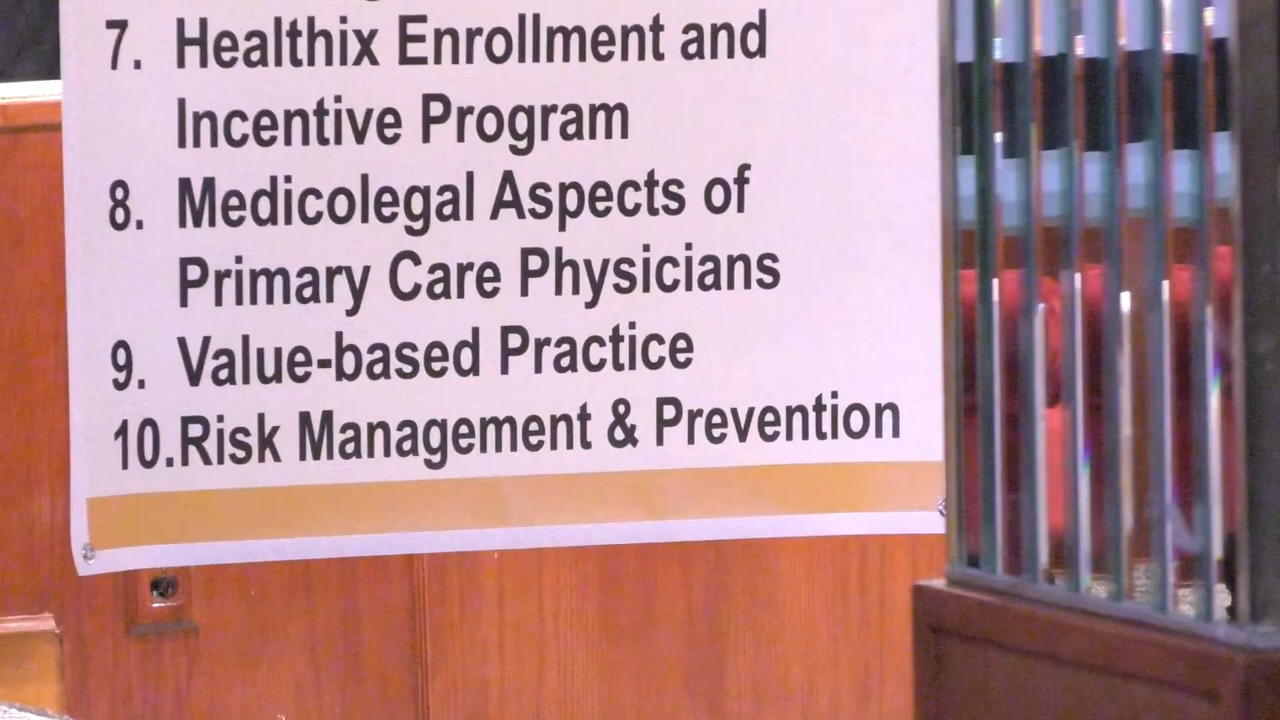 7. Healthix Enrollment and
Incentive Program
8. Medicolegal Aspects of
Primary Care Physicians
9. Value-based Practice
10.Risk Management & Prevention